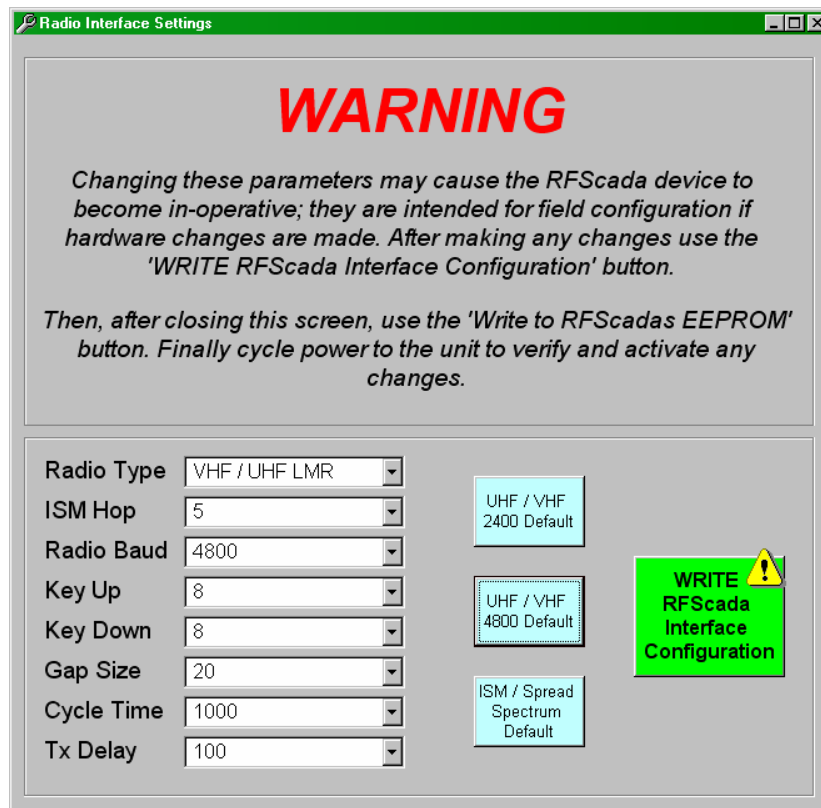 Radio Interface Settings
WARNING
Changing these parameters may cause the RFScada device to
become in-operative; they are intended for field configuration if
hardware changes are made. After making any changes use the
'WRITE RFScada Interface Configuration' button.
Then, after closing this screen, use the 'Write to RFScadas EEPROM'
button. Finally cycle power to the unit to verify and activate any
changes.
Radio Type VHF / UHF LMR
ISM Hop 5
Radio Baud 4800
Key Up 8
Key Down 8
Gap Size 20
Cycle Time 1000
Tx Delay 100
UHF / VHF
2400 Default
UHF / VHF
4800 Default
ISM / Spread
Spectrum
Default
WRITE
RFScada
Interface
Configuration